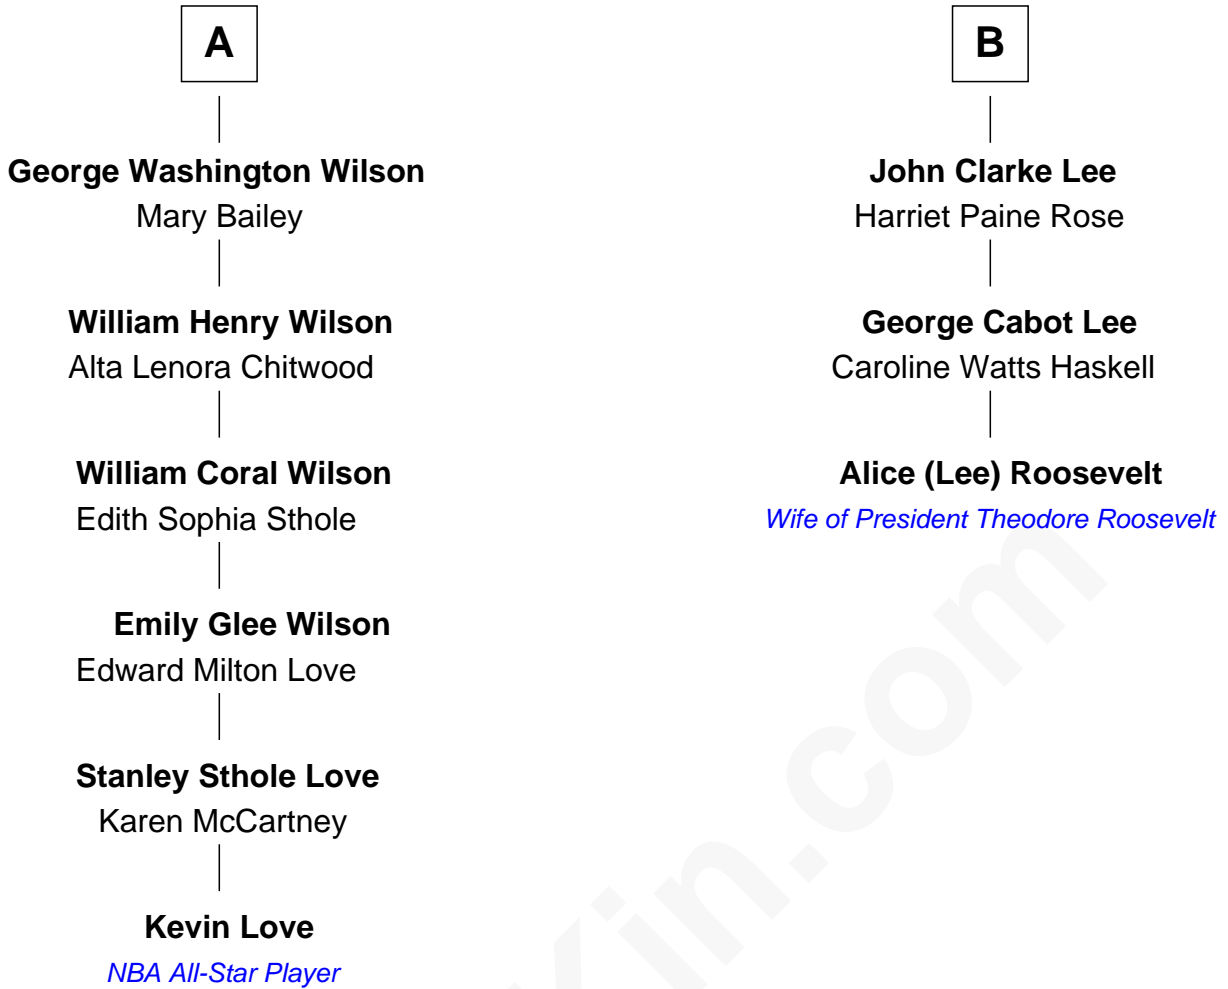 A
George Washington Wilson
Mary Bailey
William Henry Wilson
Alta Lenora Chitwood
William Coral Wilson
Edith Sophia Sthole
Emily Glee Wilson
Edward Milton Love
Stanley Sthole Love
Karen McCartney
Kevin Love
NBA All-Star Player
B
John Clarke Lee
Harriet Paine Rose
George Cabot Lee
Caroline Watts Haskell
Alice (Lee) Roosevelt
Wife of President Theodore Roosevelt
Kin.com